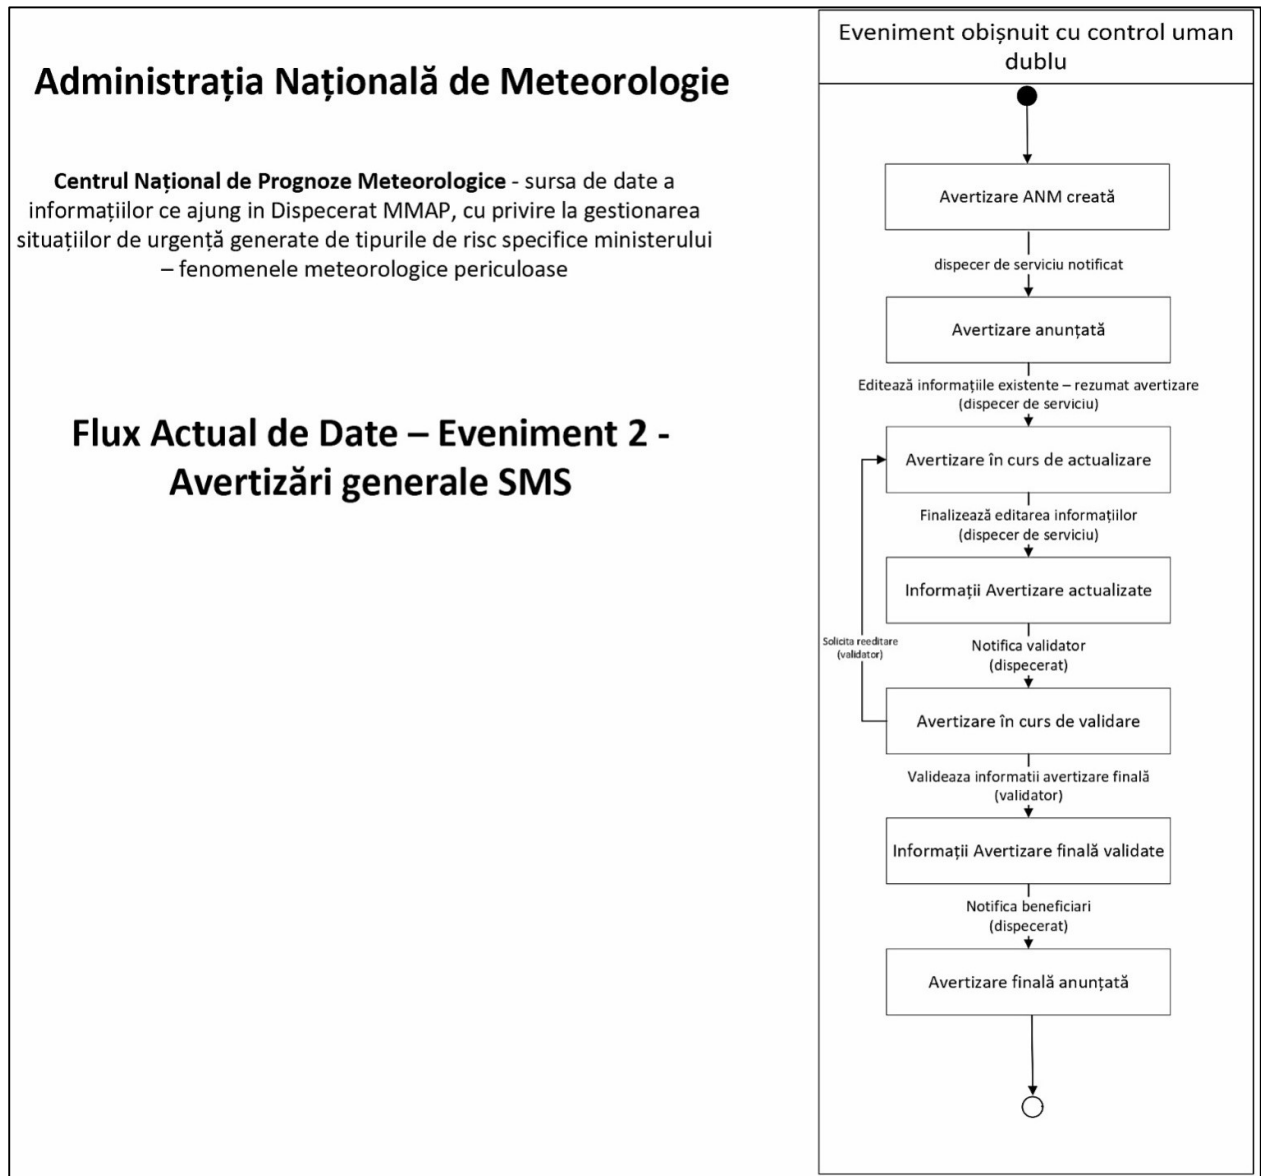 Administrația Națională de Meteorologie
Centrul Național de Prognoze Meteorologice - sursa de date a
informațiilor ce ajung in Dispecerat MMAP, cu privire la gestionarea
situațiilor de urgență generate de tipurile de risc specifice ministerului
– fenomenele meteorologice periculoase
Flux Actual de Date – Eveniment 2 -
Avertizări generale SMS
Eveniment obișnuit cu control uman
dublu
Avertizare ANM creată
dispecer de serviciu notificat
Avertizare anunțată
Editează informațiile existente – rezumat avertizare
(dispecer de serviciu)
Avertizare în curs de actualizare
Finalizează editarea informațiilor
(dispecer de serviciu)
Informații Avertizare actualizate
Solicita reeditare
(validator)
Notifica validator
(dispecerat)
Avertizare în curs de validare
Valideaza informatii avertizare finală
(validator)
Informații Avertizare finală validate
Notifica beneficiari
(dispecerat)
Avertizare finală anunțată